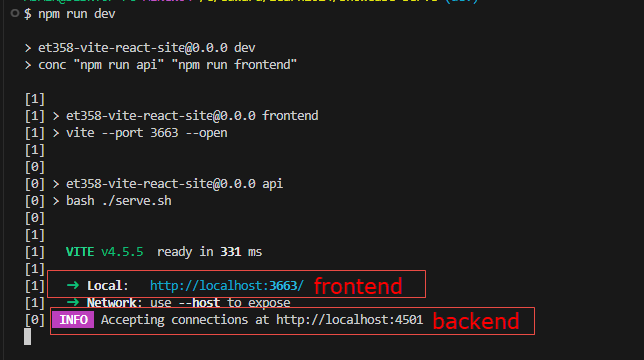 $ npm run dev
> et358-vite-react-site@0.0.0 dev
> conc "npm run api" "npm run frontend"
[1]
[1] > et358-vite-react-site@0.0.0 frontend
[1] > vite --port 3663 --open
[1]
[0]
[0] > et358-vite-react-site@0.0.0 api
[0] > bash ./serve.sh
[0]
[1]
[1] VITE v4.5.5 ready in 331 ms
[1]
[1] ➜ Local: http://localhost:3663/ frontend
[1] ➜ Network: use --host to expose
[0] INFO Accepting connections at http://localhost:4501 backend